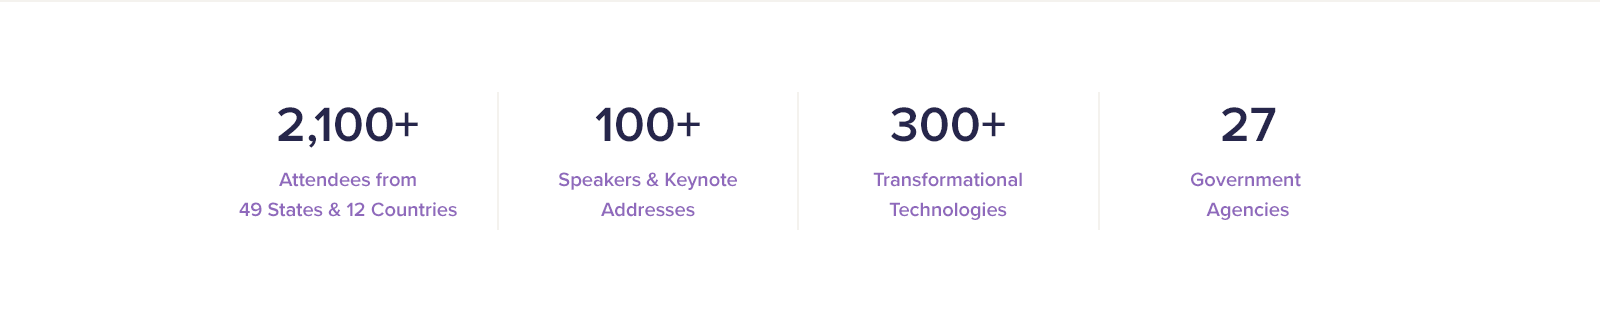 2,100+
Attendees from
49 States & 12 Countries
100+
Speakers & Keynote
Addresses
300+
Transformational
Technologies
27
Government
Agencies